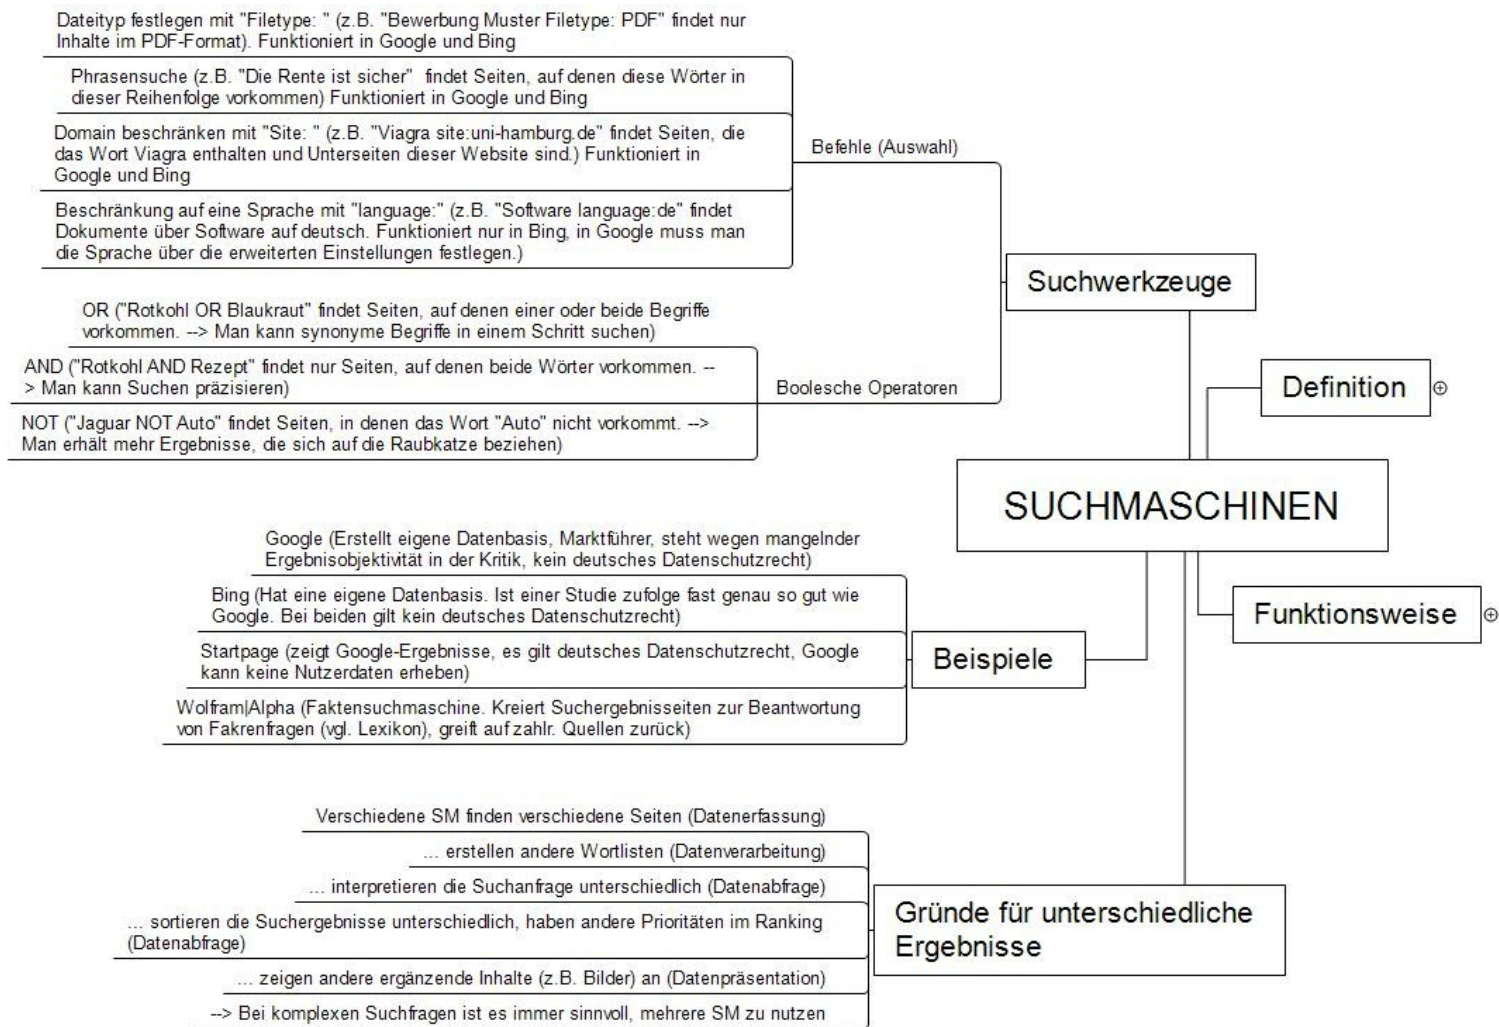 Dateityp festlegen mit "Filetype: " (z.B. "Bewerbung Muster Filetype: PDF" findet nur
Inhalte im PDF-Format). Funktioniert in Google und Bing
Phrasensuche (z.B. "Die Rente ist sicher" findet Seiten, auf denen diese Wörter in
dieser Reihenfolge vorkommen) Funktioniert in Google und Bing
Domain beschränken mit "Site: " (z.B. "Viagra site:uni-hamburg.de" findet Seiten, die
das Wort Viagra enthalten und Unterseiten dieser Website sind.) Funktioniert in
Google und Bing
Beschränkung auf eine Sprache mit "language:" (z.B. "Software language:de" findet
Dokumente über Software auf deutsch. Funktioniert nur in Bing, in Google muss man
die Sprache über die erweiterten Einstellungen festlegen.)
Befehle (Auswahl)
OR ("Rotkohl OR Blaukraut" findet Seiten, auf denen einer oder beide Begriffe
vorkommen. --> Man kann synonyme Begriffe in einem Schritt suchen)
AND ("Rotkohl AND Rezept" findet nur Seiten, auf denen beide Wörter vorkommen. --
> Man kann Suchen präzisieren)
NOT ("Jaguar NOT Auto" findet Seiten, in denen das Wort "Auto" nicht vorkommt. -->
Man erhält mehr Ergebnisse, die sich auf die Raubkatze beziehen)
Boolesche Operatoren
Suchwerkzeuge
Definition
SUCHMASCHINEN
Funktionsweise
Google (Erstellt eigene Datenbasis, Marktführer, steht wegen mangelnder
Ergebnisobjektivität in der Kritik, kein deutsches Datenschutzrecht)
Bing (Hat eine eigene Datenbasis. Ist einer Studie zufolge fast genau so gut wie
Google. Bei beiden gilt kein deutsches Datenschutzrecht)
Startpage (zeigt Google-Ergebnisse, es gilt deutsches Datenschutzrecht, Google
kann keine Nutzerdaten erheben)
Wolfram|Alpha (Faktensuchmaschine. Kreiert Suchergebnisseiten zur Beantwortung
von Fakrenfragen (vgl. Lexikon), greift auf zahlr. Quellen zurück)
Beispiele
Verschiedene SM finden verschiedene Seiten (Datenerfassung)
... erstellen andere Wortlisten (Datenverarbeitung)
... interpretieren die Suchanfrage unterschiedlich (Datenabfrage)
... sortieren die Suchergebnisse unterschiedlich, haben andere Prioritäten im Ranking
(Datenabfrage)
... zeigen andere ergänzende Inhalte (z.B. Bilder) an (Datenpräsentation)
--> Bei komplexen Suchfragen ist es immer sinnvoll, mehrere SM zu nutzen
Gründe für unterschiedliche
Ergebnisse